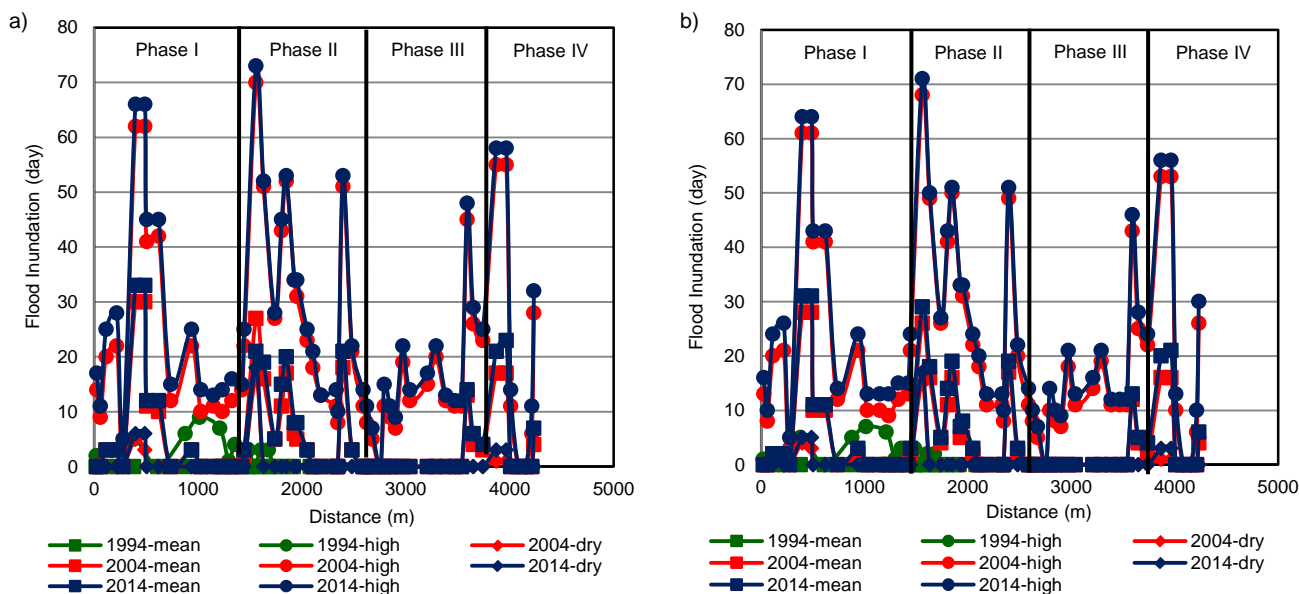 a)
Flood Inundation (day)
80
70
60
50
40
30
20
10
0
Phase I Phase II Phase III Phase IV
0 1000 2000 3000 4000 5000
Distance (m)
1994-mean 1994-high 2004-dry
2004-mean 2004-high 2014-dry
2014-mean 2014-high
b)
Flood Inundation (day)
80
70
60
50
40
30
20
10
0
Phase I Phase II Phase III Phase IV
0 1000 2000 3000 4000 5000
Distance (m)
1994-mean 1994-high 2004-dry
2004-mean 2004-high 2014-dry
2014-mean 2014-high